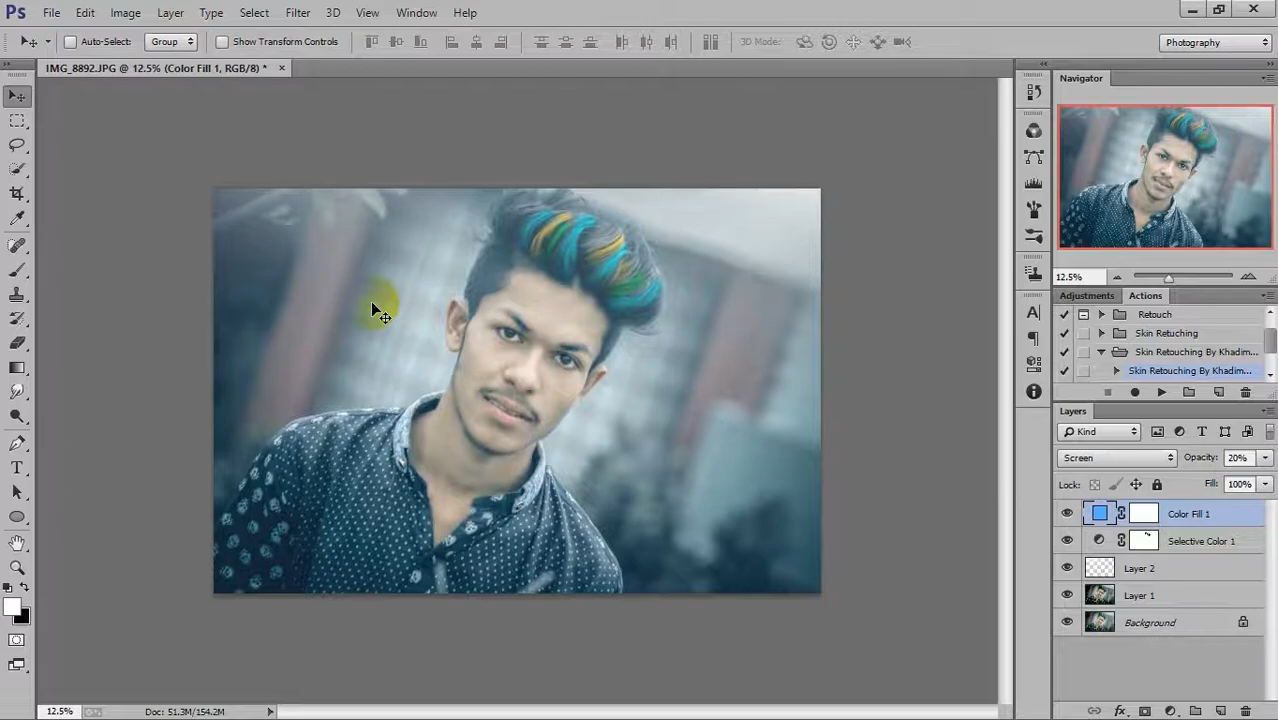 Ps File Edit Image Layer Type Select Filter 3D View Window Help
Auto-Select: Group Show Transform Controls 3D Mode: Photography
IMG_8892.JPG @ 12.5% (Color Fill 1, RGB/8) * ×
Navigator
12.5%
Adjustments Actions
Retouch
Skin Retuching
Skin Retouching By Khadim...
Skin Retouching By Khadim...
Layers
Kind
Screen Opacity: 20%
Lock: Fill: 100%
Color Fill 1
Selective Color 1
Layer 2
Layer 1
Background
12.5% Doc: 51.3M/154.2M